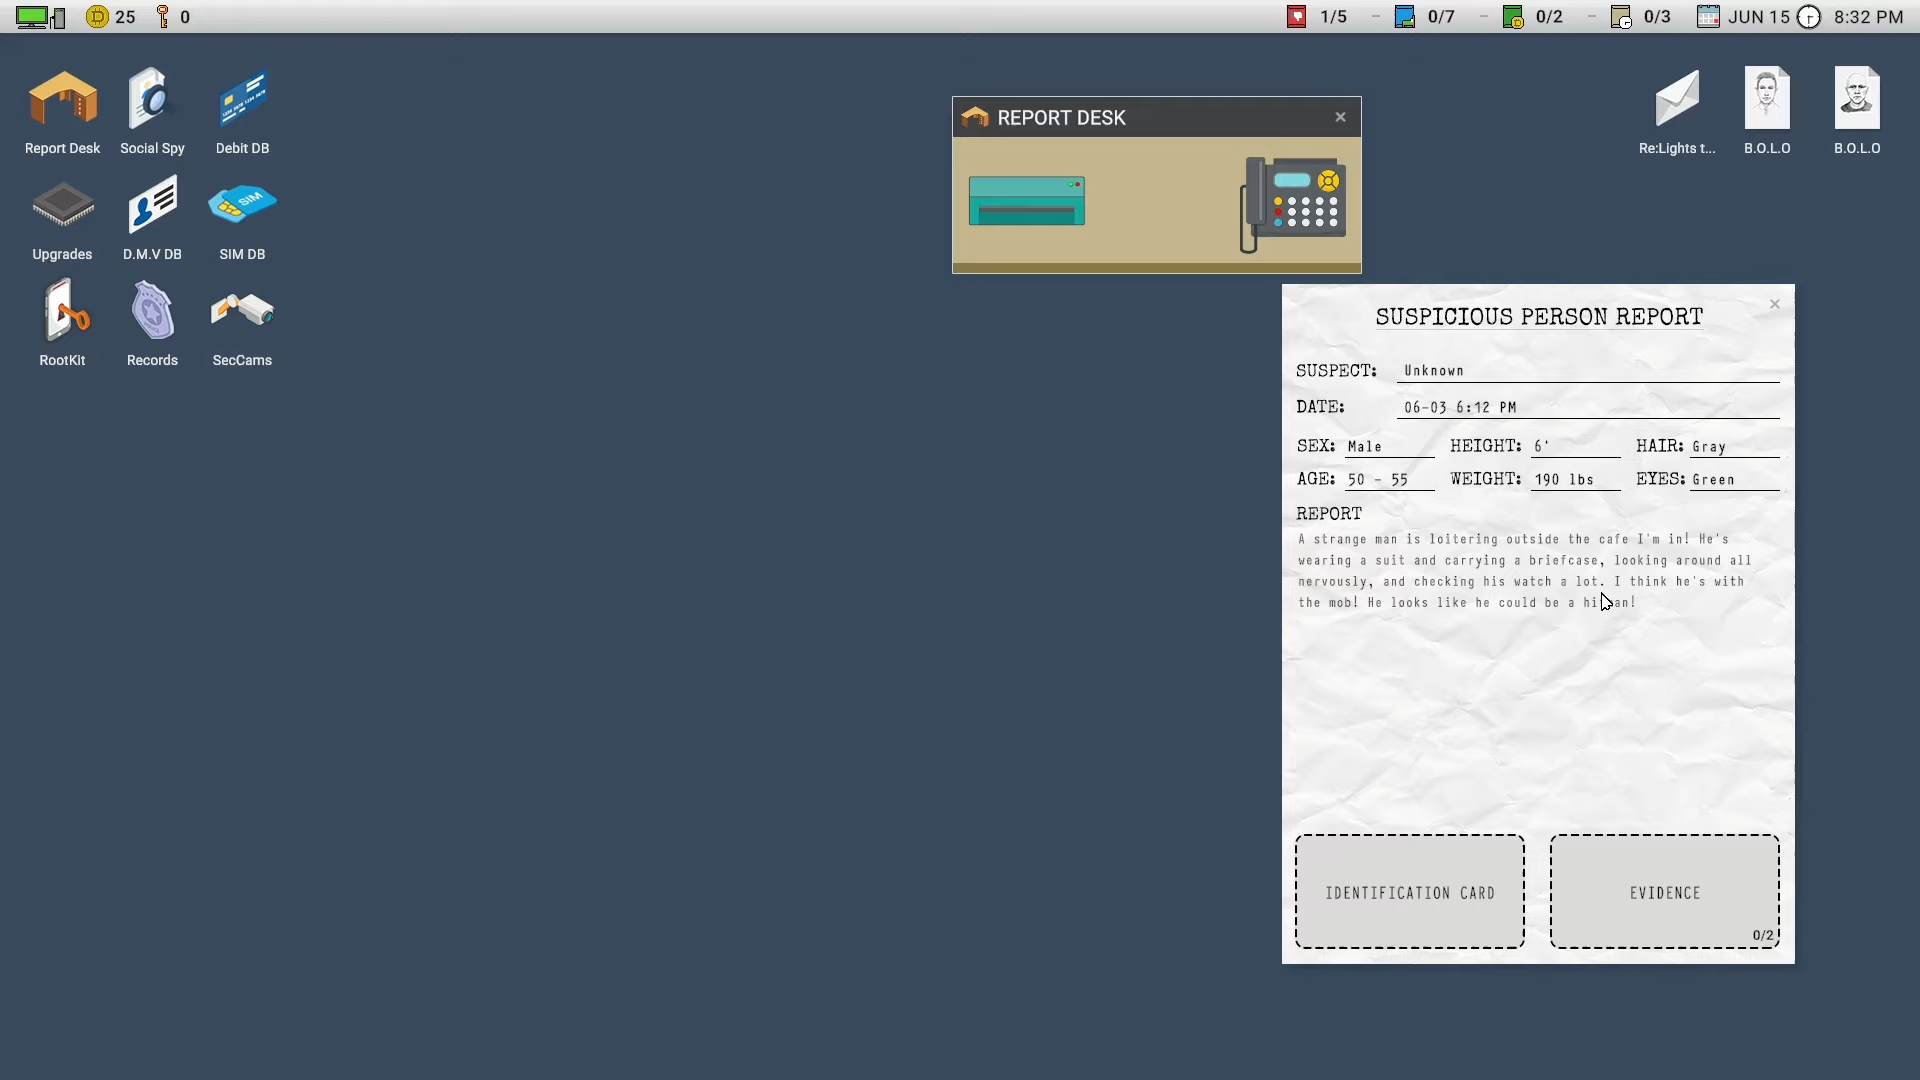 25 0 1/5 - 0/7 - 0/2 - 0/3 JUN 15 8:32 PM
Report Desk Social Spy Debit DB
Upgrades D.M.V DB SIM DB
RootKit Records SecCams
Re:Lights t... B.O.L.O B.O.L.O
REPORT DESK
SUSPICIOUS PERSON REPORT
SUSPECT: Unknown
DATE: 06-03 6:12 PM
SEX: Male HEIGHT: 6' HAIR: Gray
AGE: 50 - 55 WEIGHT: 190 lbs EYES: Green
REPORT
A strange man is loitering outside the cafe I'm in! He's
wearing a suit and carrying a briefcase, looking around all
nervously, and checking his watch a lot. I think he's with
the mob! He looks like he could be a
IDENTIFICATION CARD EVIDENCE
0/2